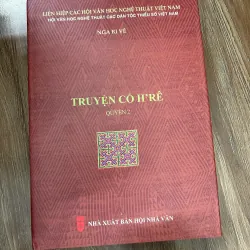 LIÊN HIỆP CÁC HỘI VĂN HỌC NGHỆ THUẬT VIỆT NAM
HỘI VĂN HỌC NGHỆ THUẬT CÁC DÂN TỘC THIỂU SỐ VIỆT NAM
NGA RI VÊ
TRUYỆN CỔ H'RÊ
QUYỂN 2
NHÀ XUẤT BẢN HỘI NHÀ VĂN